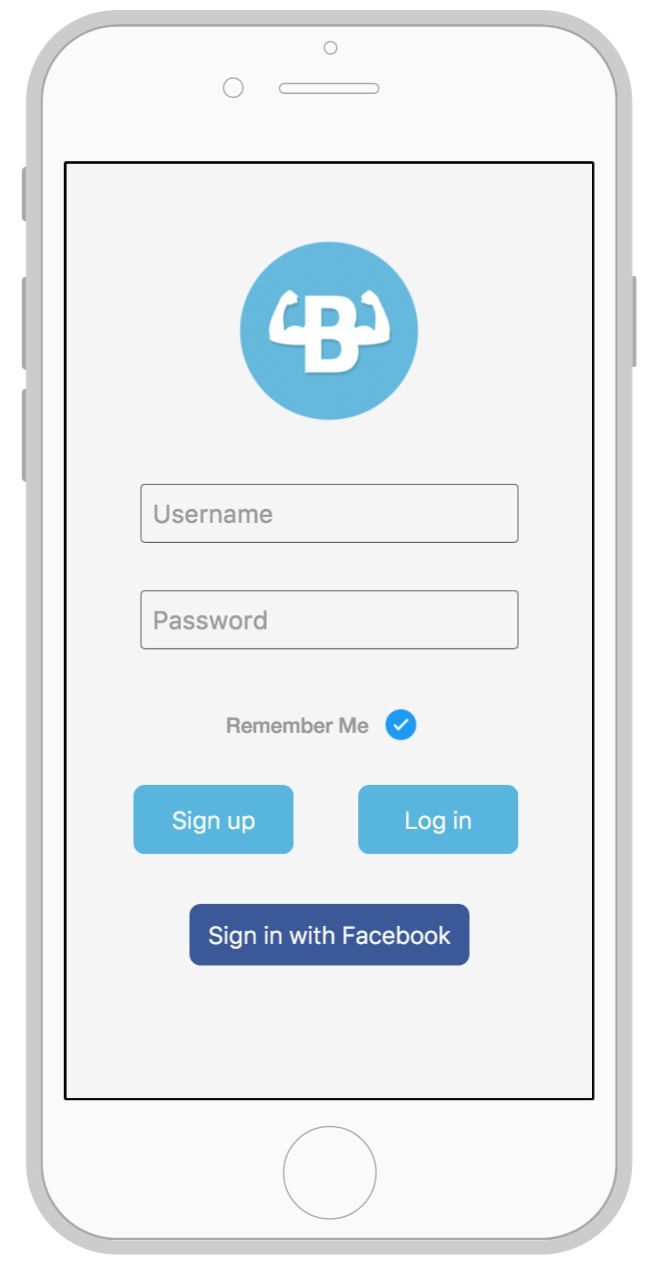 B
Username
Password
Remember Me
Sign up
Log in
Sign in with Facebook